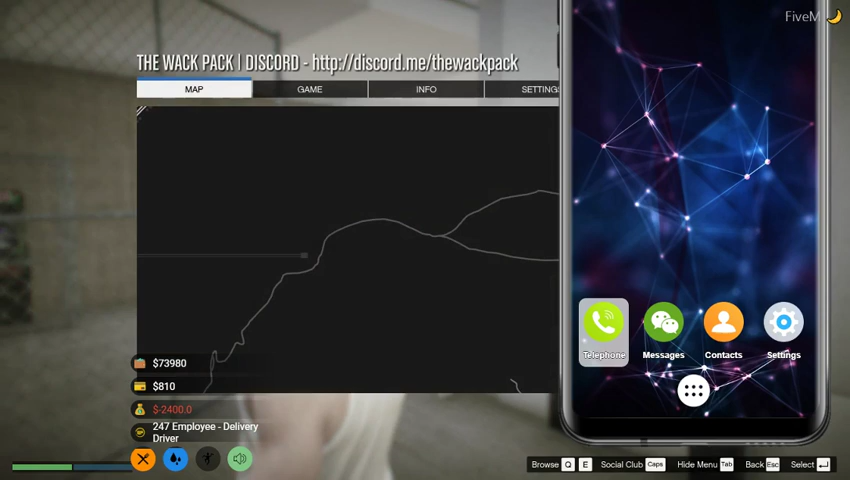 FiveM
THE WACK PACK | DISCORD - http://discord.me/thewackpack
MAP
GAME
INFO
SETTING
$73980
$810
$-2400.0
247 Employee - Delivery
Driver
Telephone
Messages
Contacts
Settings
Browse Q E Social Club Caps Hide Menu Tab Back Esc Select